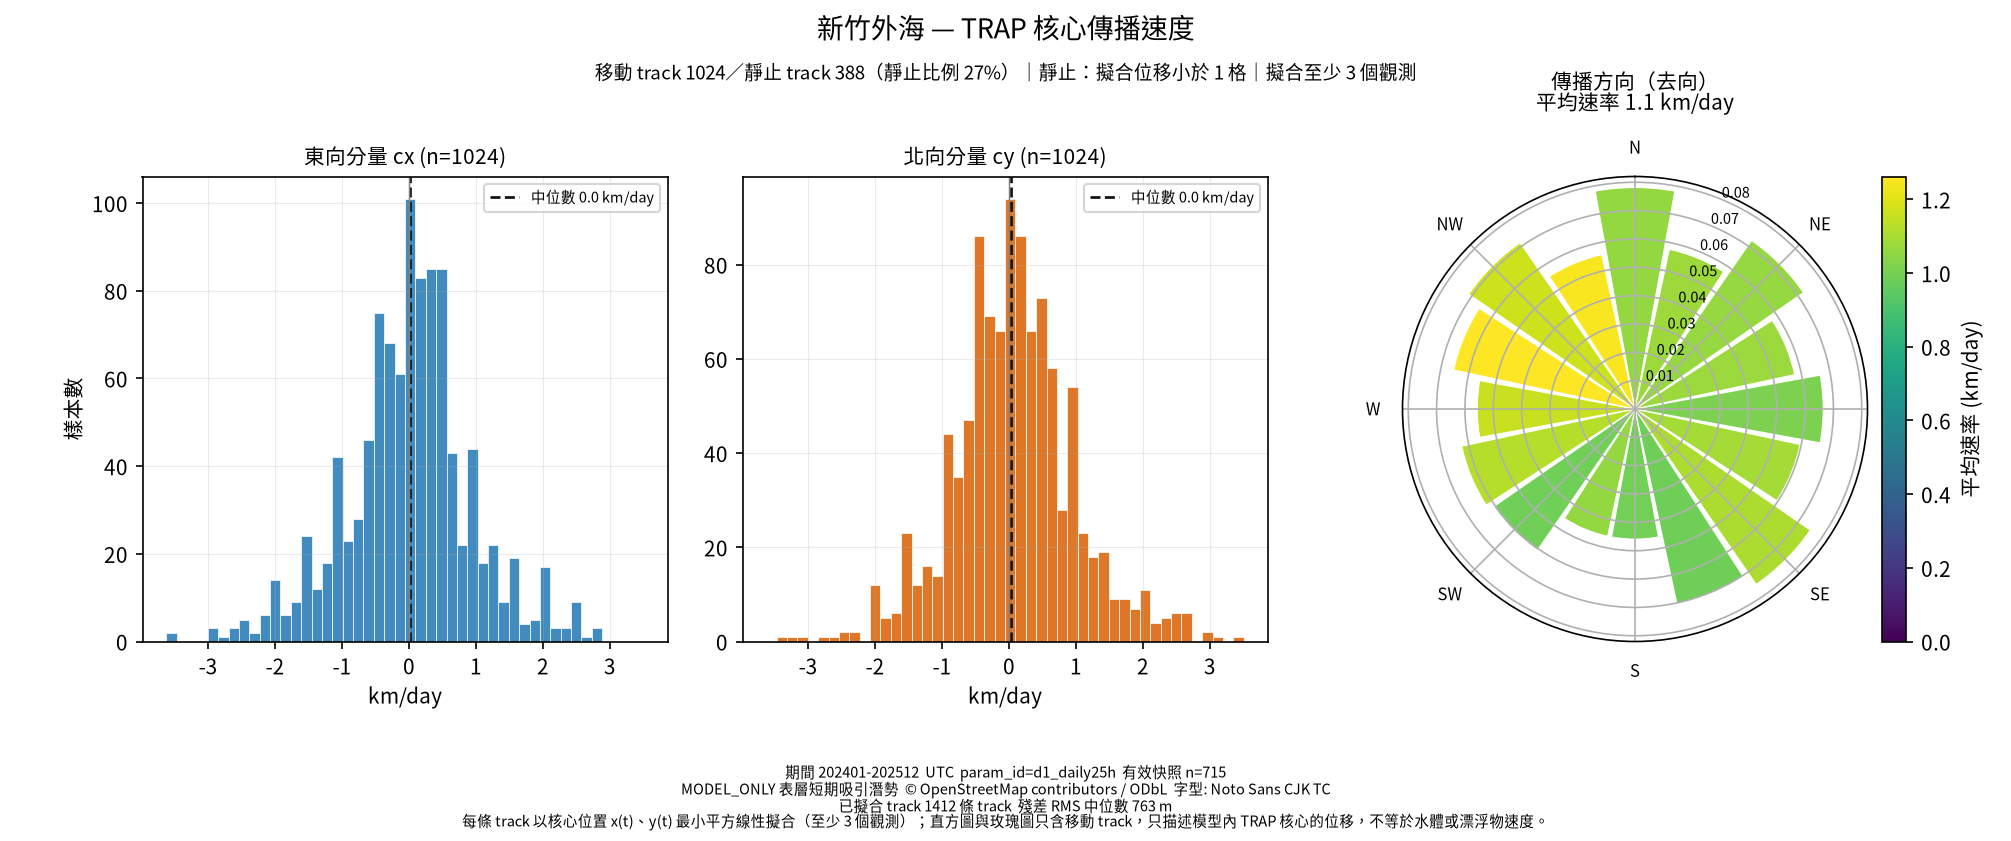 新竹外海 — TRAP 核心傳播速度
移動 track 1024／靜止 track 388（靜止比例 27%）｜靜止：擬合位移小於 1 格｜擬合至少 3 個觀測
東向分量 cx (n=1024)
中位數 0.0 km/day
樣本數
100
80
60
40
20
0
-3
-2
-1
0
1
2
3
km/day
北向分量 cy (n=1024)
中位數 0.0 km/day
80
60
40
20
0
-3
-2
-1
0
1
2
3
km/day
傳播方向（去向）
平均速率 1.1 km/day
N
NE
SE
S
SW
W
NW
0.08
0.07
0.06
0.05
0.04
0.03
0.02
0.01
1.2
1.0
0.8
0.6
0.4
0.2
0.0
平均速率 (km/day)
期間 202401-202512 UTC param_id=d1_daily25h 有效快照 n=715
MODEL_ONLY 表層短期吸引潛勢 © OpenStreetMap contributors / ODbL 字型: Noto Sans CJK TC
已擬合 track 1412 條 track 殘差 RMS 中位數 763 m
每條 track 以核心位置 x(t)、y(t) 最小平方線性擬合（至少 3 個觀測）；直方圖與玫瑰圖只含移動 track，只描述模型內 TRAP 核心的位移，不等於水體或漂浮物速度。